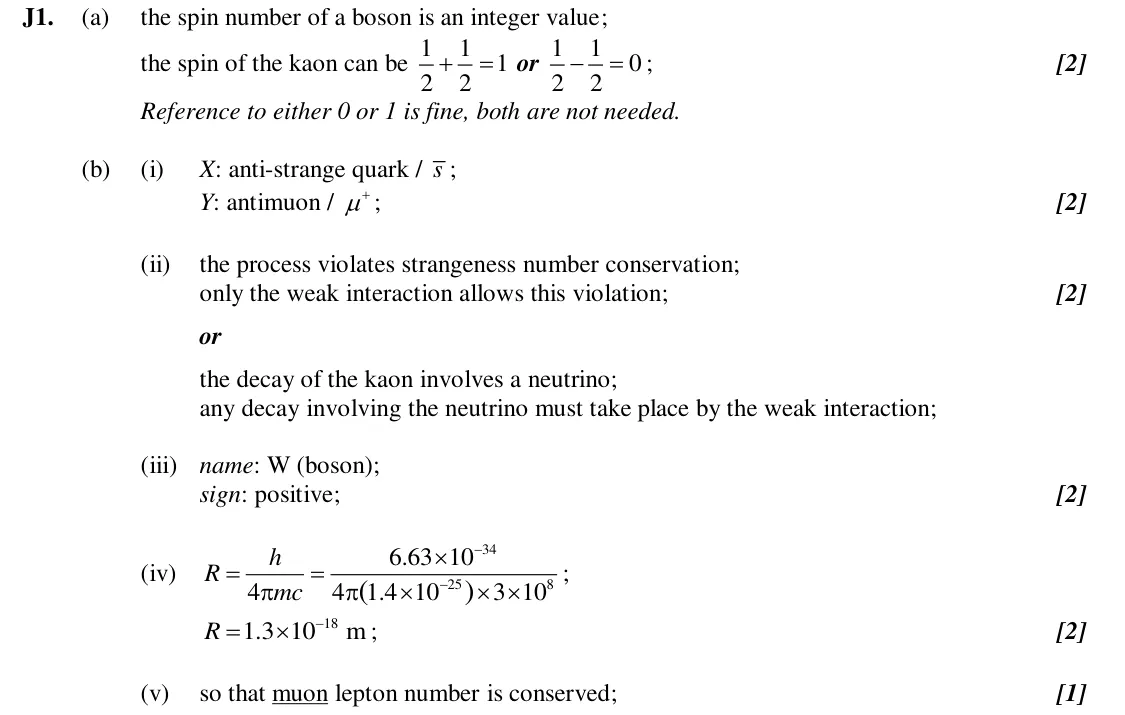 J1. (a) the spin number of a boson is an integer value;
the spin of the kaon can be 1/2 + 1/2 = 1 or 1/2 − 1/2 = 0; [2]
Reference to either 0 or 1 is fine, both are not needed.
(b) (i) X: anti-strange quark / s̅;
Y: antimuon / μ⁺; [2]
(ii) the process violates strangeness number conservation;
only the weak interaction allows this violation; [2]
or
the decay of the kaon involves a neutrino;
any decay involving the neutrino must take place by the weak interaction;
(iii) name: W (boson);
sign: positive; [2]
(iv) R = h/4πmc = 6.63×10⁻³⁴/4π(1.4×10⁻²⁵)×3×10⁸;
R = 1.3×10⁻¹⁸ m; [2]
(v) so that muon lepton number is conserved; [1]